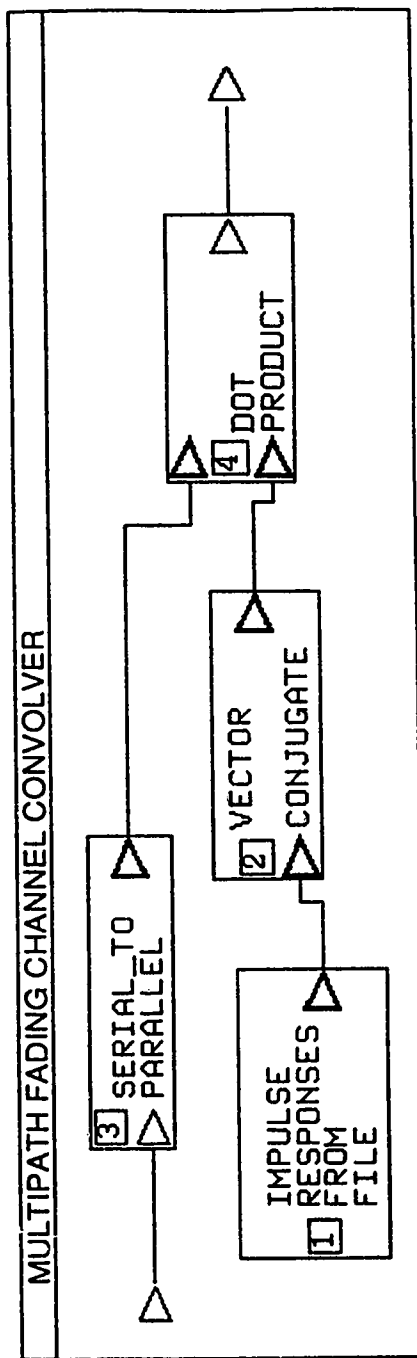 MULTIPATH FADING CHANNEL CONVOLVER
3 SERIAL_TO
PARALLEL
1 IMPULSE
RESPONSES
FROM
FILE
2 VECTOR
CONJUGATE
4 DOT
PRODUCT